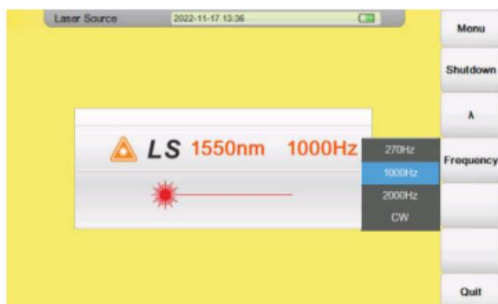 Laser Source 2022-11-17 13:36
Menu
Shutdown
λ
LS 1550nm 1000Hz
270Hz
1000Hz
2000Hz
CW
Frequency
Quit